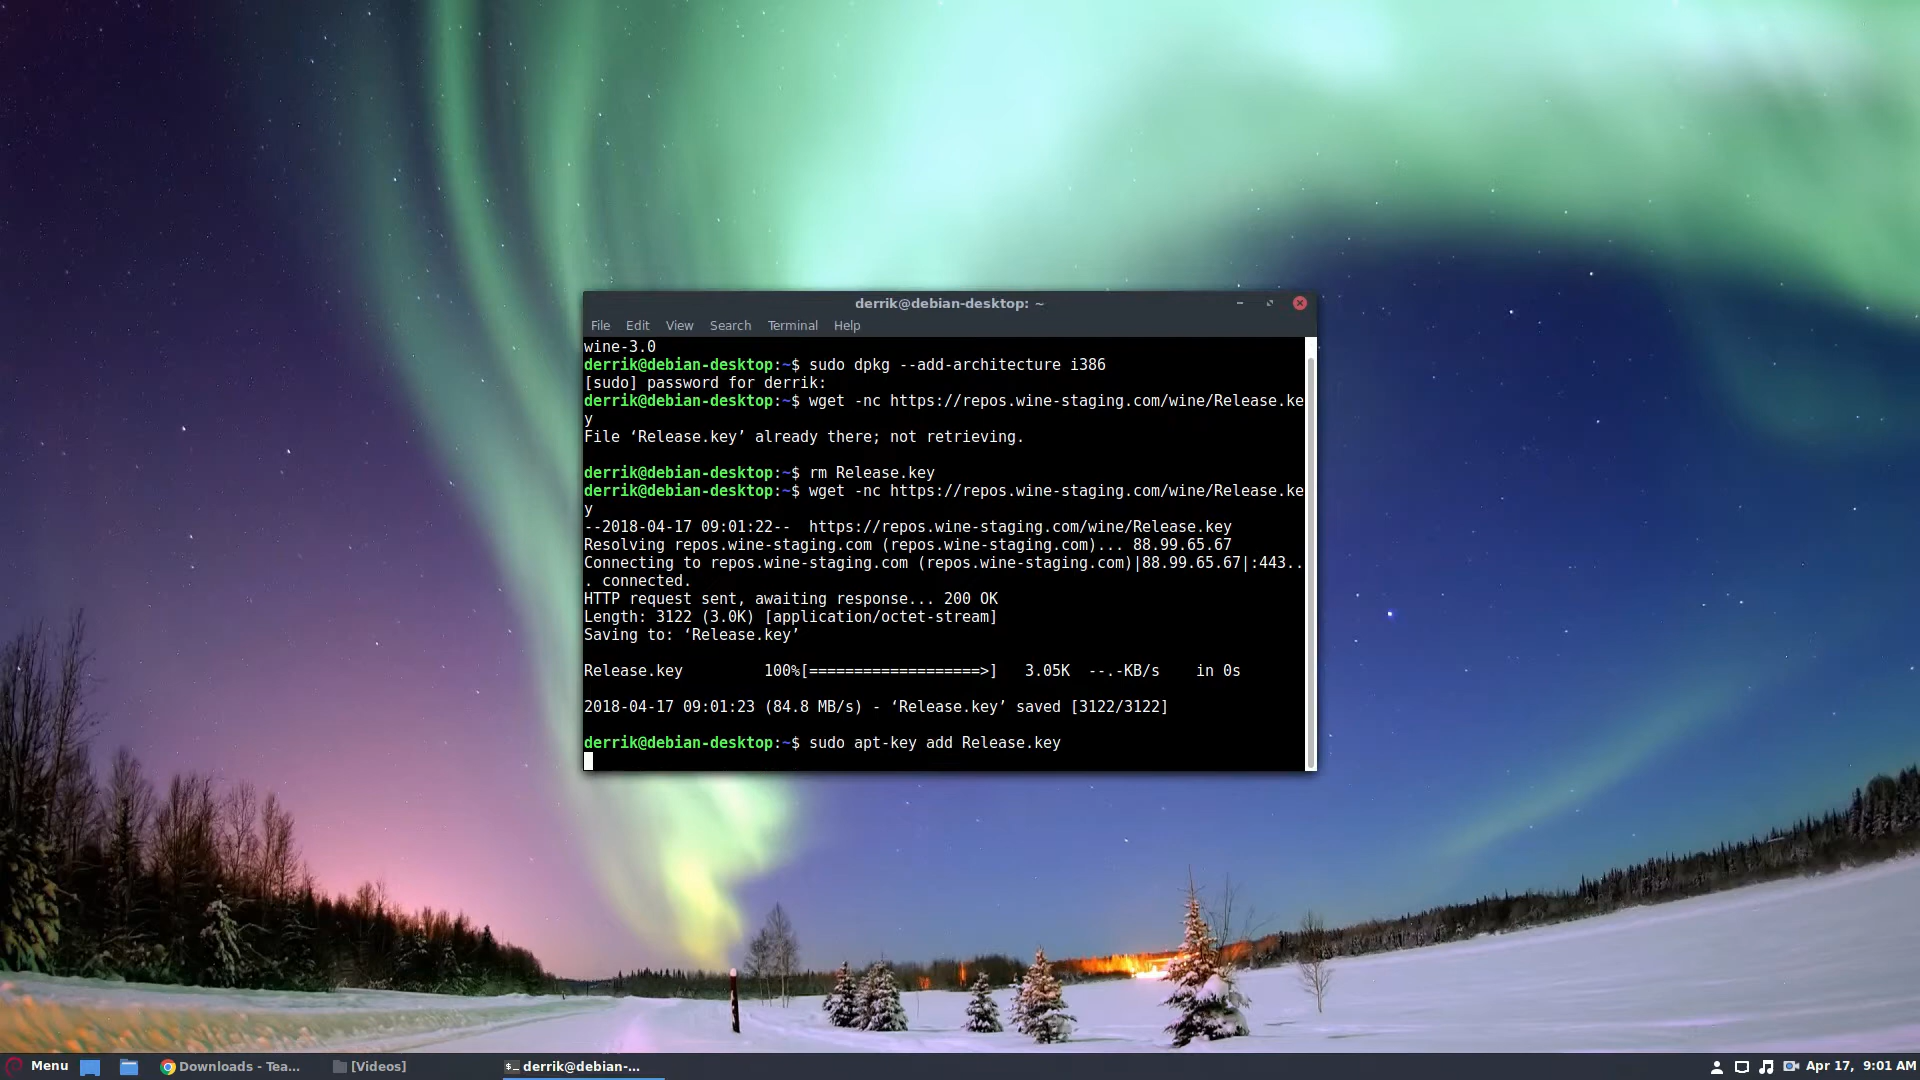 derrik@debian-desktop: ~
File Edit View Search Terminal Help
wine-3.0
derrik@debian-desktop:~$ sudo dpkg --add-architecture i386
[sudo] password for derrik:
derrik@debian-desktop:~$ wget -nc https://repos.wine-staging.com/wine/Release.ke
y
File ‘Release.key’ already there; not retrieving.
derrik@debian-desktop:~$ rm Release.key
derrik@debian-desktop:~$ wget -nc https://repos.wine-staging.com/wine/Release.ke
y
--2018-04-17 09:01:22--  https://repos.wine-staging.com/wine/Release.key
Resolving repos.wine-staging.com (repos.wine-staging.com)... 88.99.65.67
Connecting to repos.wine-staging.com (repos.wine-staging.com)|88.99.65.67|:443..
. connected.
HTTP request sent, awaiting response... 200 OK
Length: 3122 (3.0K) [application/octet-stream]
Saving to: ‘Release.key’
Release.key         100%[===================>]   3.05K  --.-KB/s    in 0s
2018-04-17 09:01:23 (84.8 MB/s) - ‘Release.key’ saved [3122/3122]
derrik@debian-desktop:~$ sudo apt-key add Release.key
Menu Downloads - Tea... [Videos] derrik@debian-... Apr 17, 9:01 AM